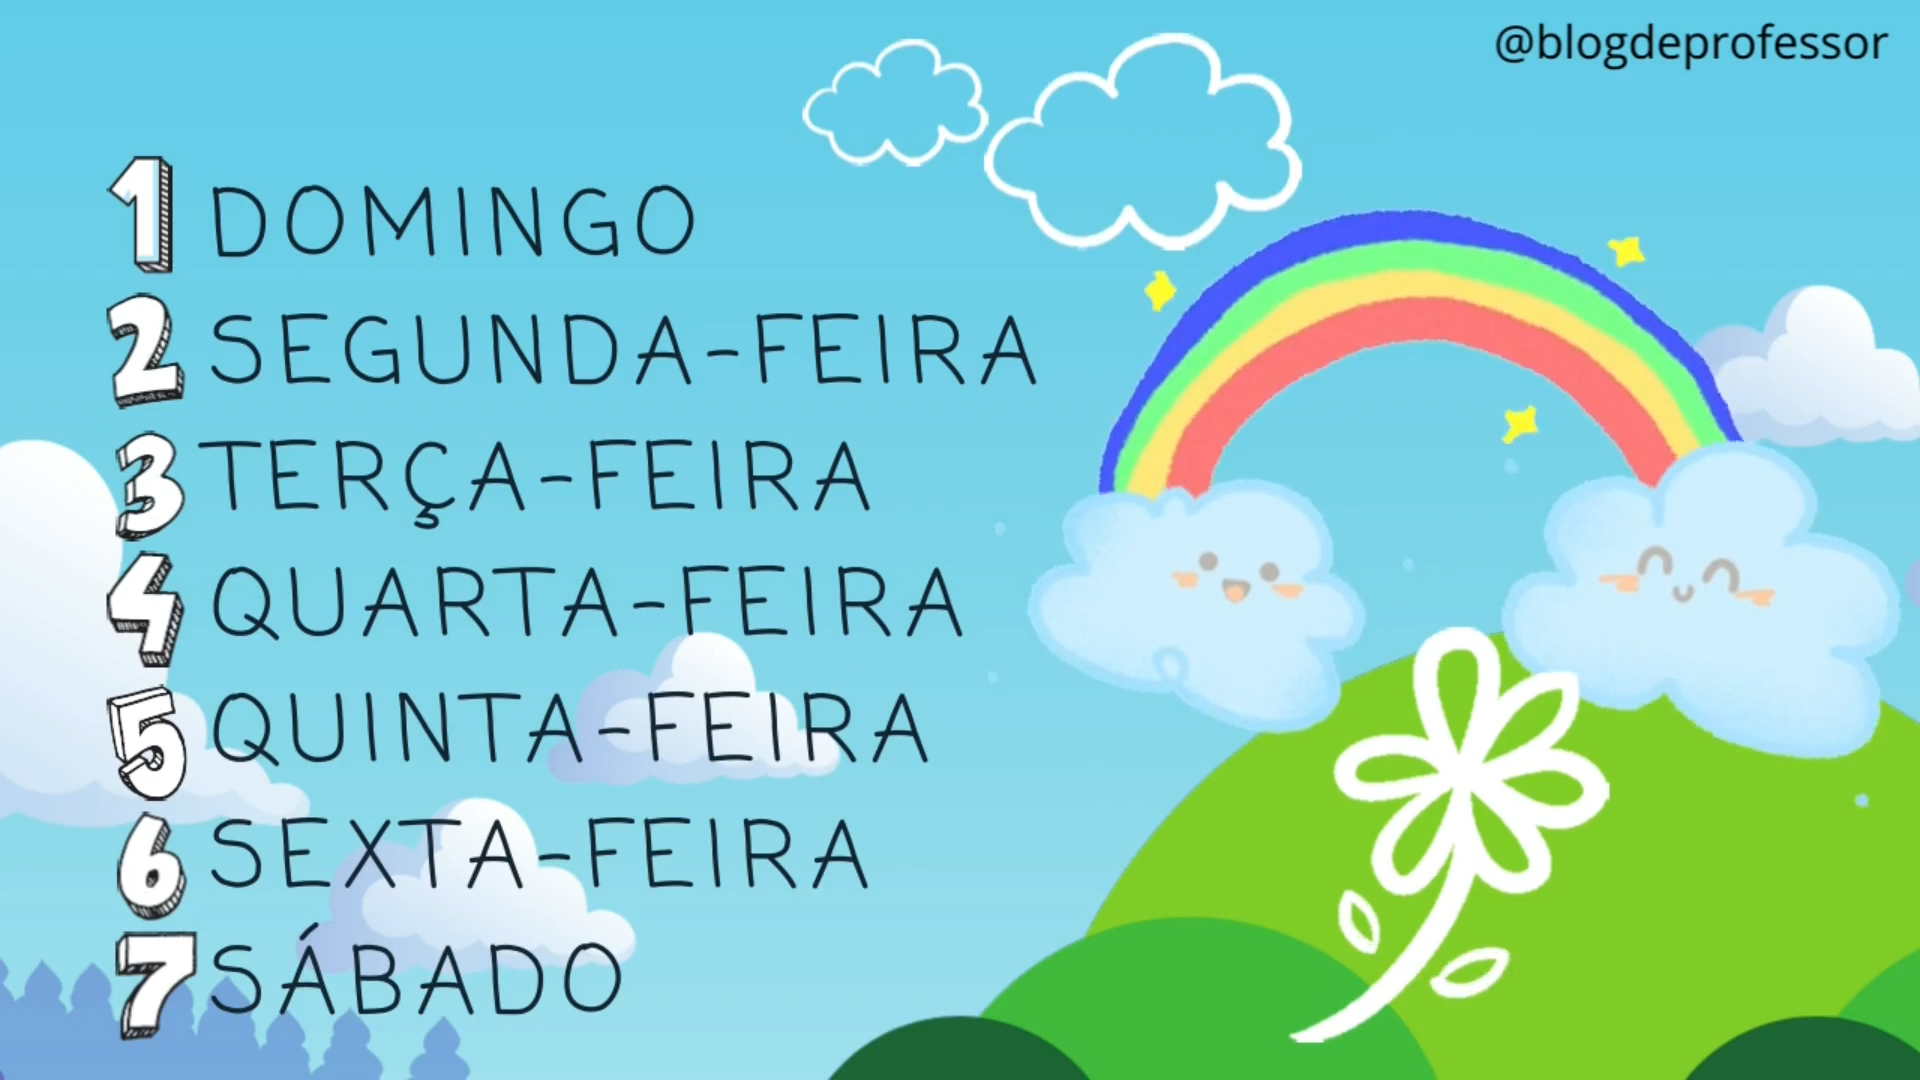 @blogdeprofessor
1 DOMINGO
2 SEGUNDA-FEIRA
3 TERÇA-FEIRA
4 QUARTA-FEIRA
5 QUINTA-FEIRA
6 SEXTA-FEIRA
7 SÁBADO